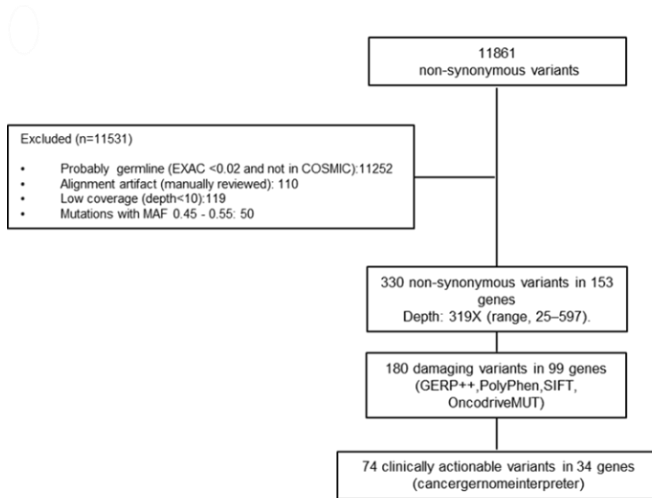 11861
non-synonymous variants
Excluded (n=11531)
• Probably germline (EXAC <0.02 and not in COSMIC):11252
• Alignment artifact (manually reviewed): 110
• Low coverage (depth<10):119
• Mutations with MAF 0.45 - 0.55: 50
330 non-synonymous variants in 153
genes
Depth: 319X (range, 25–597).
180 damaging variants in 99 genes
(GERP++,PolyPhen,SIFT,
OncodriveMUT)
74 clinically actionable variants in 34 genes
(cancergernomeinterpreter)